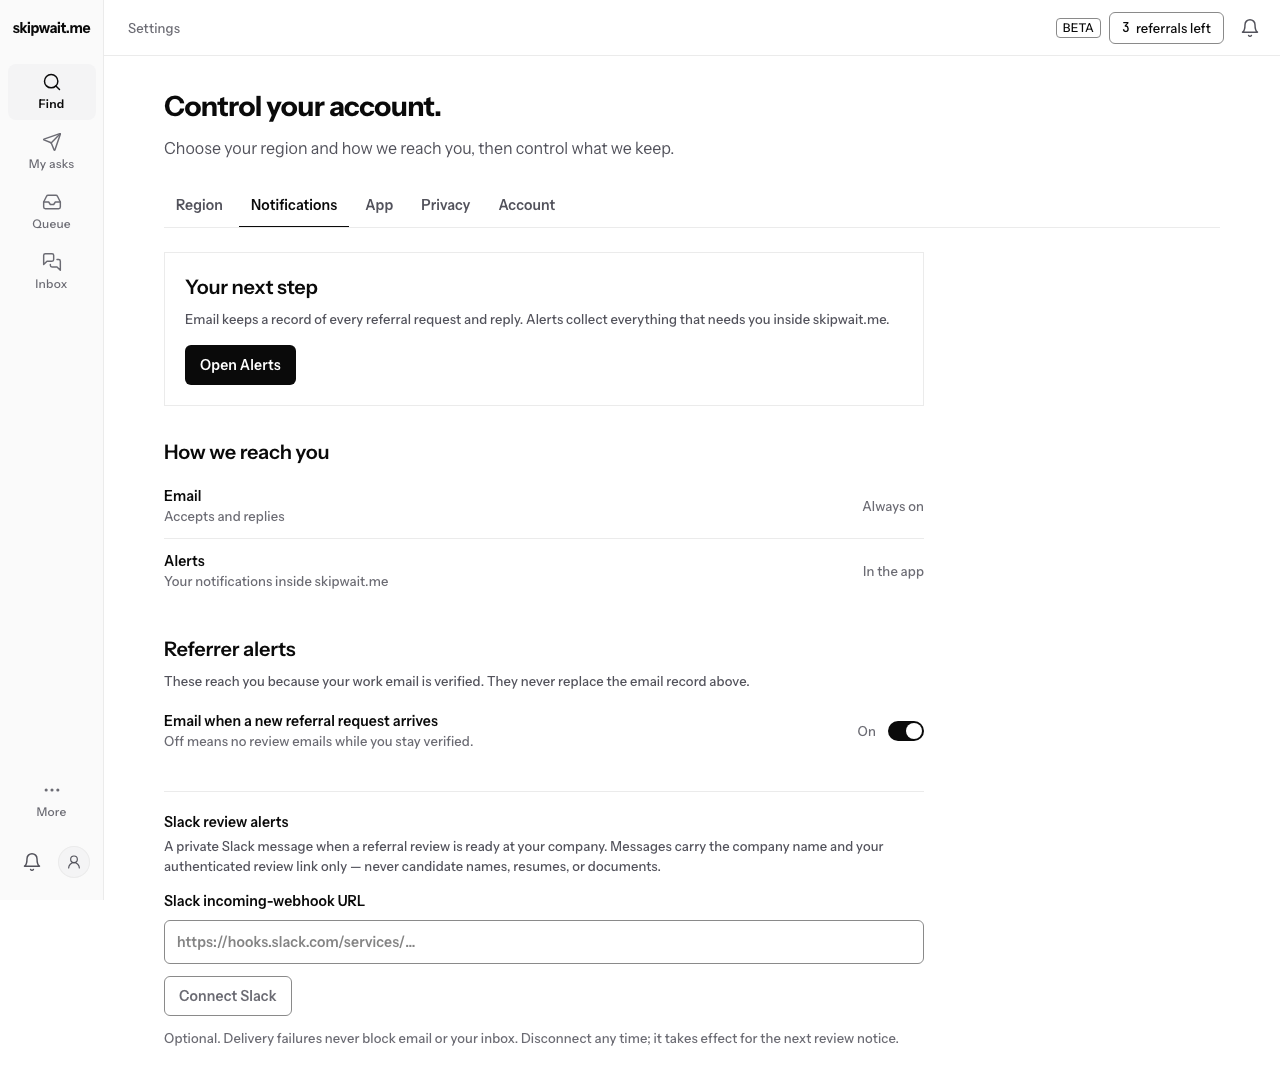 skipwait.me
Settings
BETA
3 referrals left
Find
My asks
Queue
Inbox
More
Control your account.
Choose your region and how we reach you, then control what we keep.
Region Notifications App Privacy Account
Your next step
Email keeps a record of every referral request and reply. Alerts collect everything that needs you inside skipwait.me.
Open Alerts
How we reach you
Email
Accepts and replies
Always on
Alerts
Your notifications inside skipwait.me
In the app
Referrer alerts
These reach you because your work email is verified. They never replace the email record above.
Email when a new referral request arrives
Off means no review emails while you stay verified.
On
Slack review alerts
A private Slack message when a referral review is ready at your company. Messages carry the company name and your
authenticated review link only — never candidate names, resumes, or documents.
Slack incoming-webhook URL
https://hooks.slack.com/services/...
Connect Slack
Optional. Delivery failures never block email or your inbox. Disconnect any time; it takes effect for the next review notice.